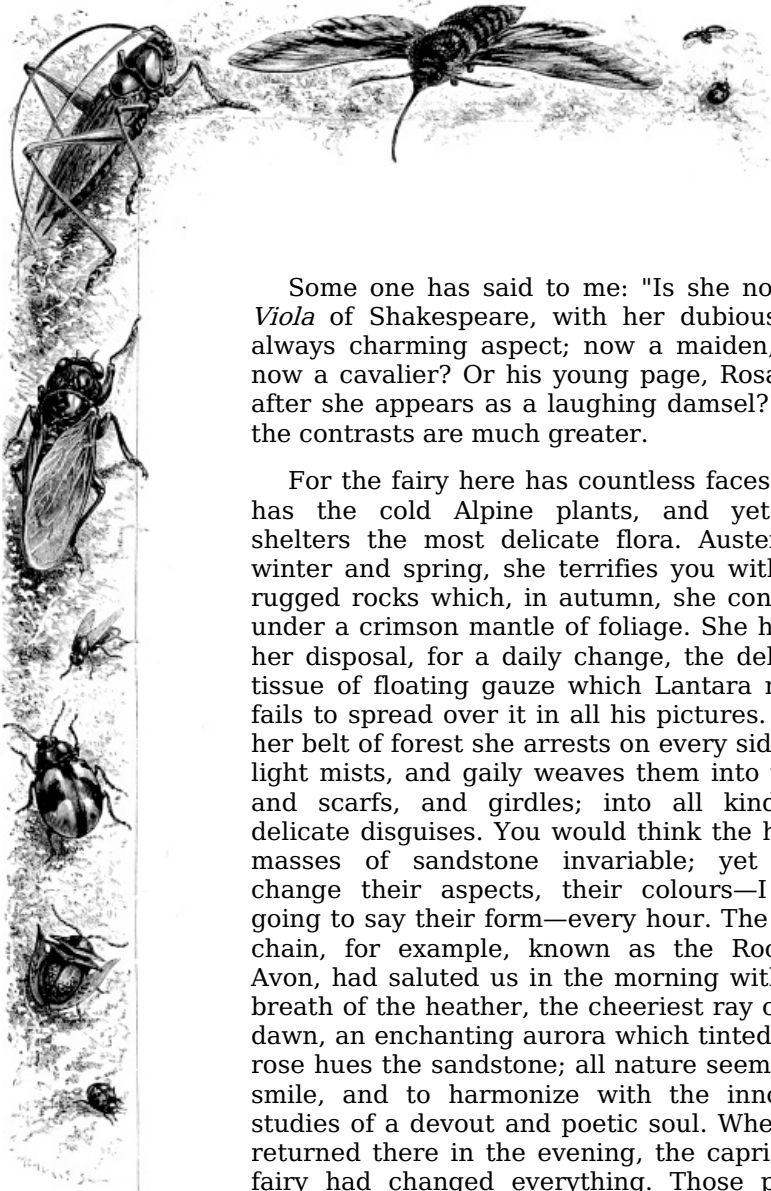 Some one has said to me: "Is she no
Viola of Shakespeare, with her dubious
always charming aspect; now a maiden,
now a cavalier? Or his young page, Rosa
after she appears as a laughing damsel?
the contrasts are much greater.
For the fairy here has countless faces
has the cold Alpine plants, and yet
shelters the most delicate flora. Auster
winter and spring, she terrifies you with
rugged rocks which, in autumn, she con
under a crimson mantle of foliage. She h
her disposal, for a daily change, the del
tissue of floating gauze which Lantara n
fails to spread over it in all his pictures.
her belt of forest she arrests on every sid
light mists, and gaily weaves them into
and scarfs, and girdles; into all kind
delicate disguises. You would think the h
masses of sandstone invariable; yet
change their aspects, their colours—I
going to say their form—every hour. The
chain, for example, known as the Roc
Avon, had saluted us in the morning with
breath of the heather, the cheeriest ray o
dawn, an enchanting aurora which tinted
rose hues the sandstone; all nature seem
smile, and to harmonize with the inno
studies of a devout and poetic soul. Whe
returned there in the evening, the capri
fairy had changed everything. Those p